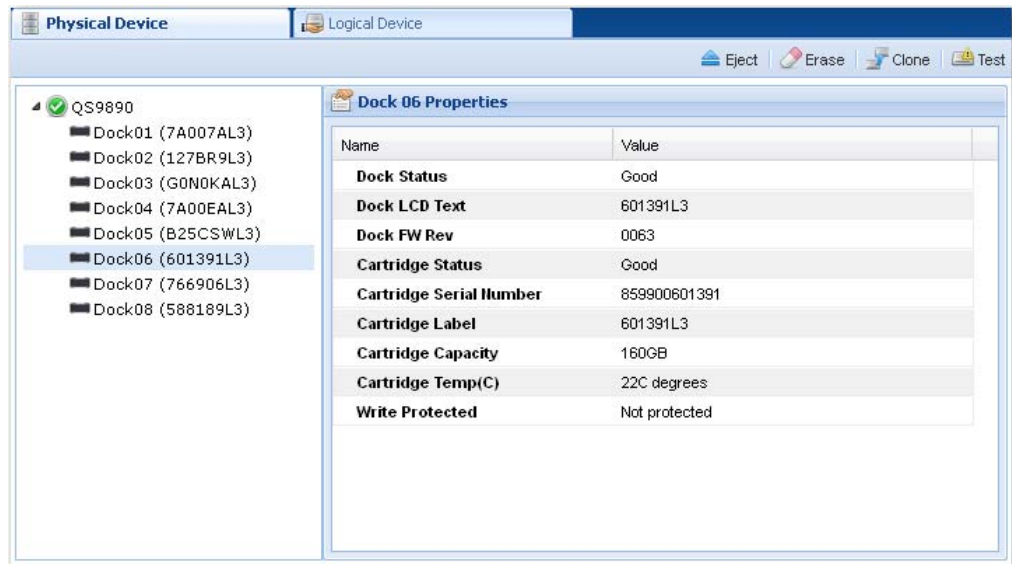 Physical Device
Logical Device
Eject Erase Clone Test
QS9890
Dock01 (7A007AL3)
Dock02 (127BR9L3)
Dock03 (G0N0KAL3)
Dock04 (7A00EAL3)
Dock05 (B25CSWL3)
Dock06 (601391L3)
Dock07 (766906L3)
Dock08 (588189L3)
Dock 06 Properties
Name Value
Dock Status Good
Dock LCD Text 601391L3
Dock FW Rev 0063
Cartridge Status Good
Cartridge Serial Number 859900601391
Cartridge Label 601391L3
Cartridge Capacity 160GB
Cartridge Temp(C) 22C degrees
Write Protected Not protected